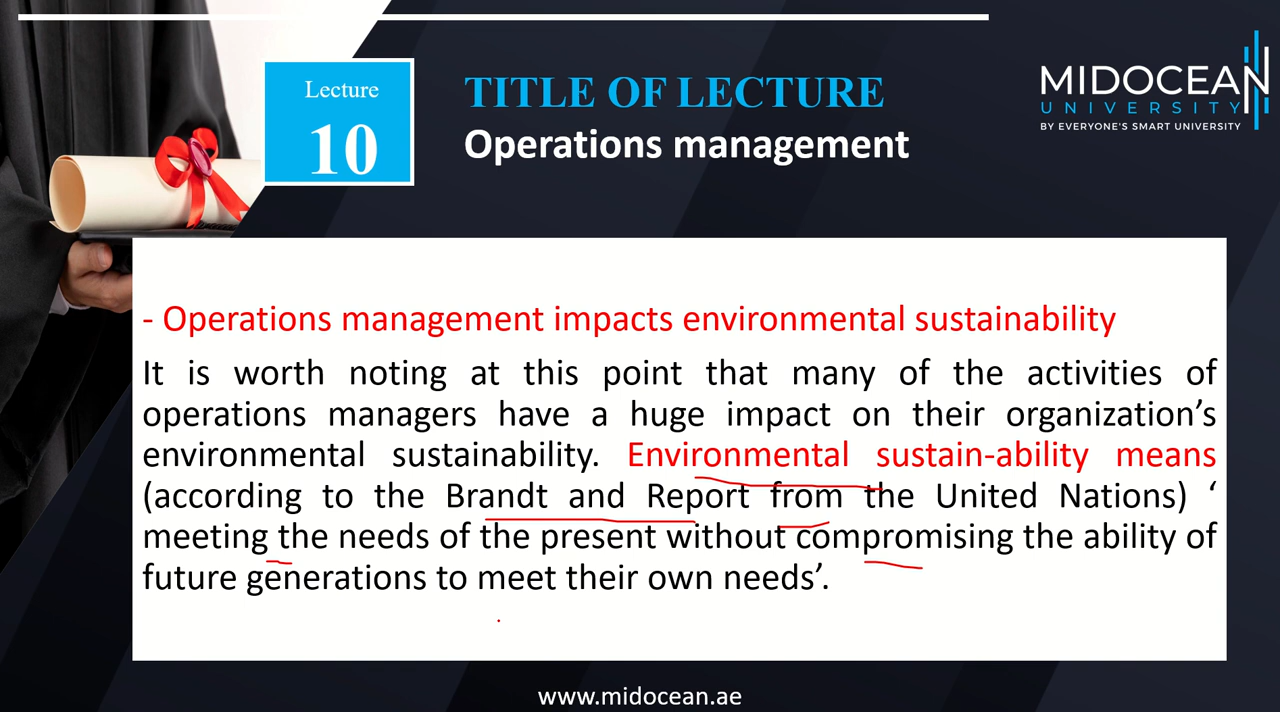 Lecture
10
TITLE OF LECTURE
Operations management
MIDOCEAN
UNIVERSITY
BY EVERYONE'S SMART UNIVERSITY
- Operations management impacts environmental sustainability
It is worth noting at this point that many of the activities of
operations managers have a huge impact on their organization’s
environmental sustainability. Environmental sustain-ability means
(according to the Brandt and Report from the United Nations) ‘
meeting the needs of the present without compromising the ability of
future generations to meet their own needs’.
www.midocean.ae